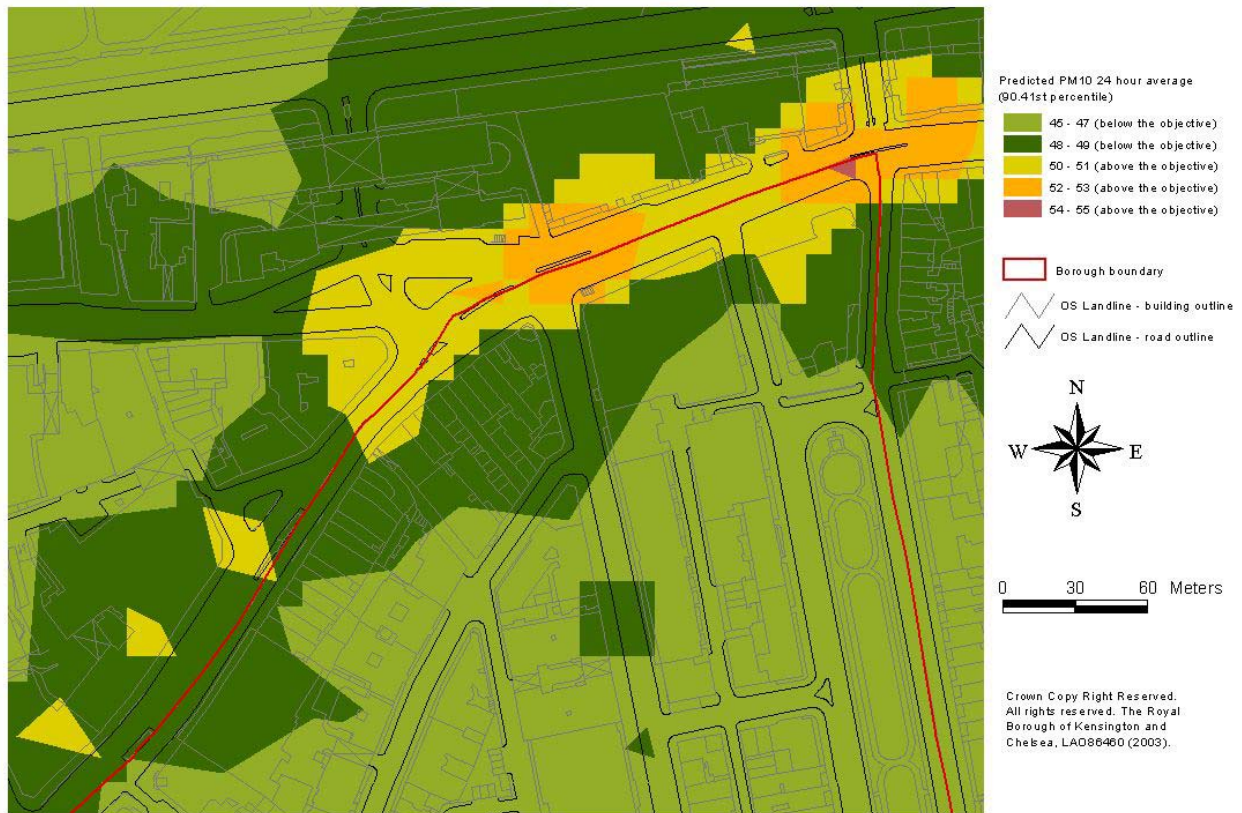 Predicted PM10 24 hour average
(90.41st percentile)
45 - 47 (below the objective)
48 - 49 (below the objective)
50 - 51 (above the objective)
52 - 53 (above the objective)
54 - 55 (above the objective)
Borough boundary
OS Landline - building outline
OS Landline - road outline
N
W E
S
0 30 60 Meters
Crown Copy Right Reserved.
All rights reserved. The Royal
Borough of Kensington and
Chelsea, LA086460 (2003).